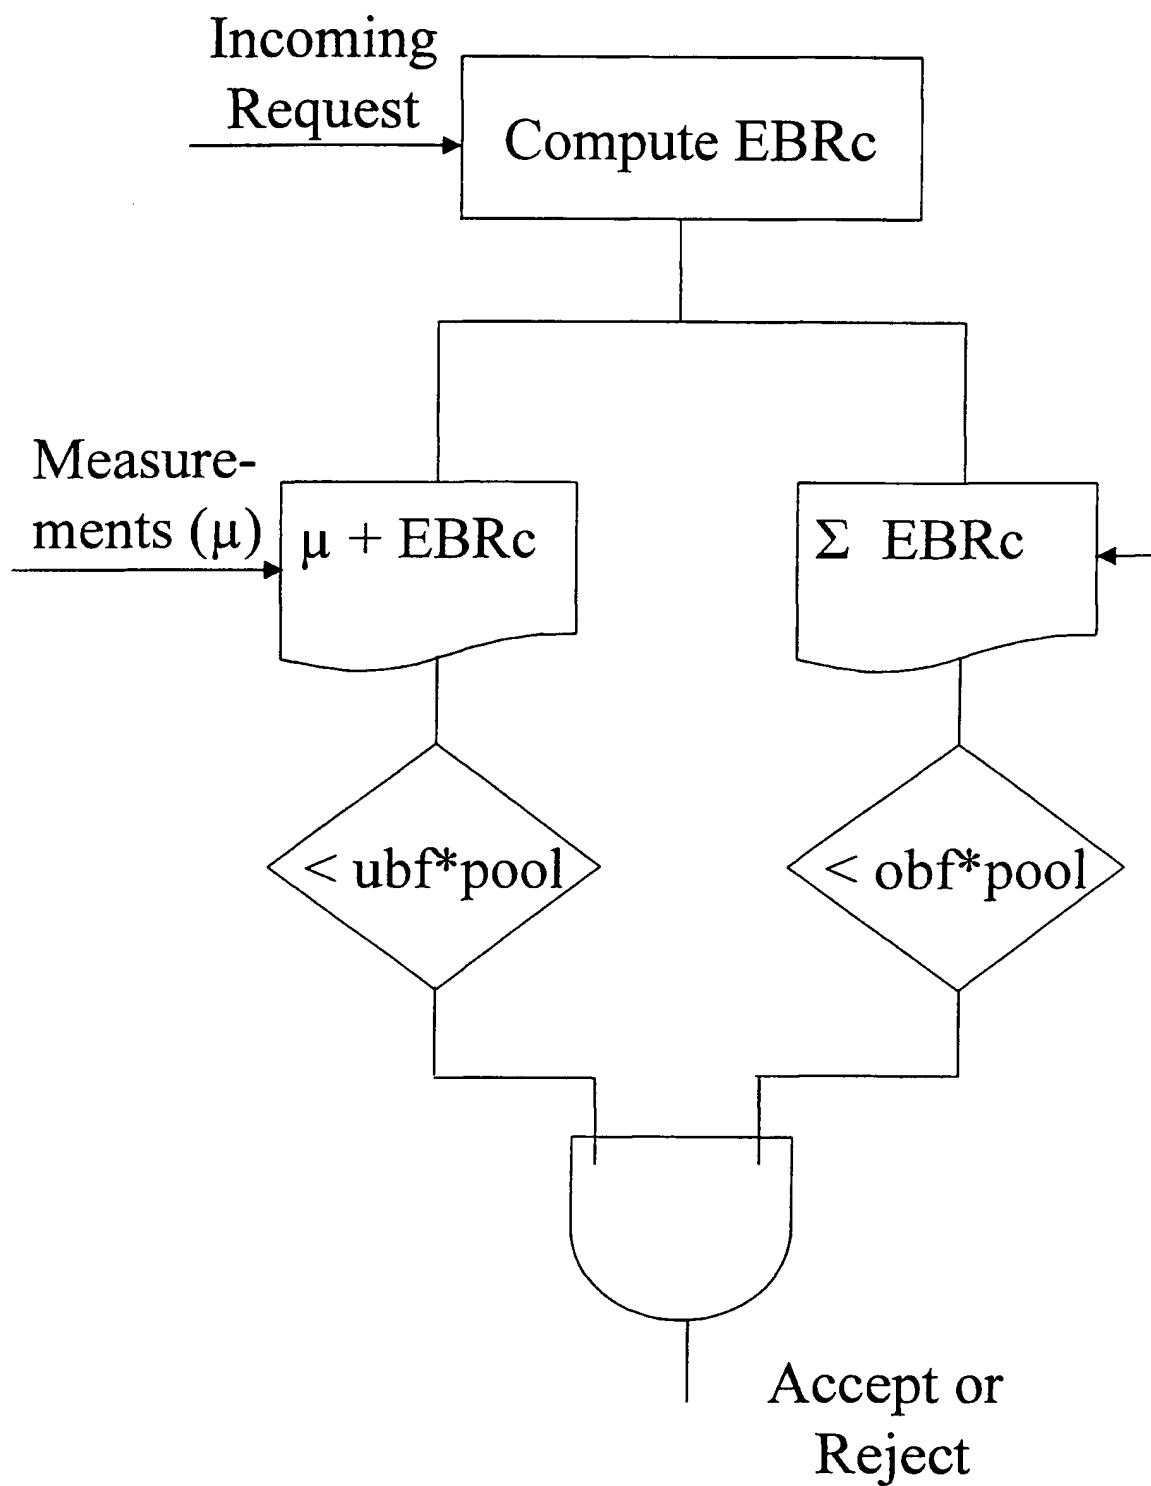 Incoming
Request
Compute EBRc
Measure-
ments (μ)
μ + EBRc
Σ EBRc
< ubf*pool
< obf*pool
Accept or
Reject